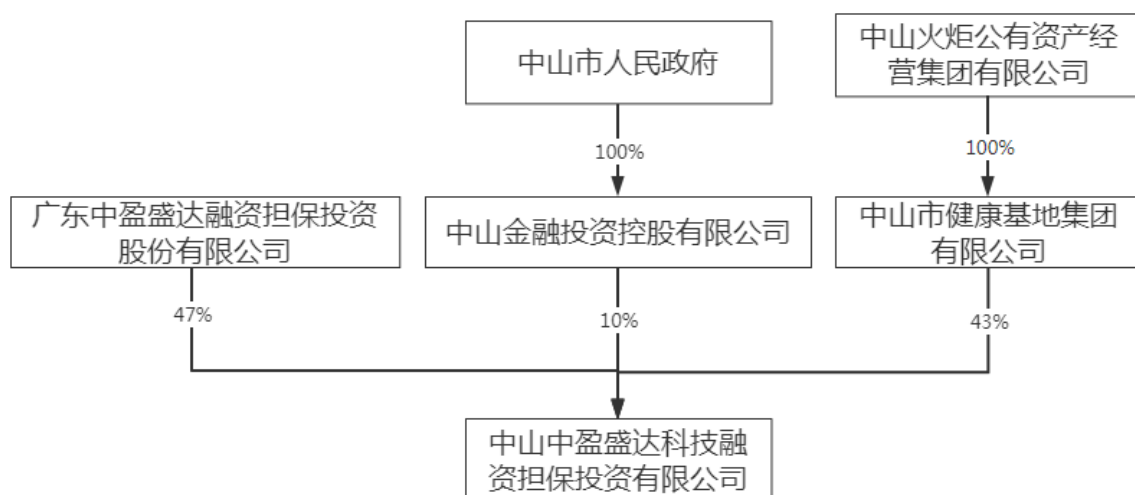 中山市人民政府
中山火炬公有资产经
营集团有限公司
100%
100%
广东中盈盛达融资担保投资
股份有限公司
中山金融投资控股有限公司
中山市健康基地集团
有限公司
47%
10%
43%
中山中盈盛达科技融
资担保投资有限公司